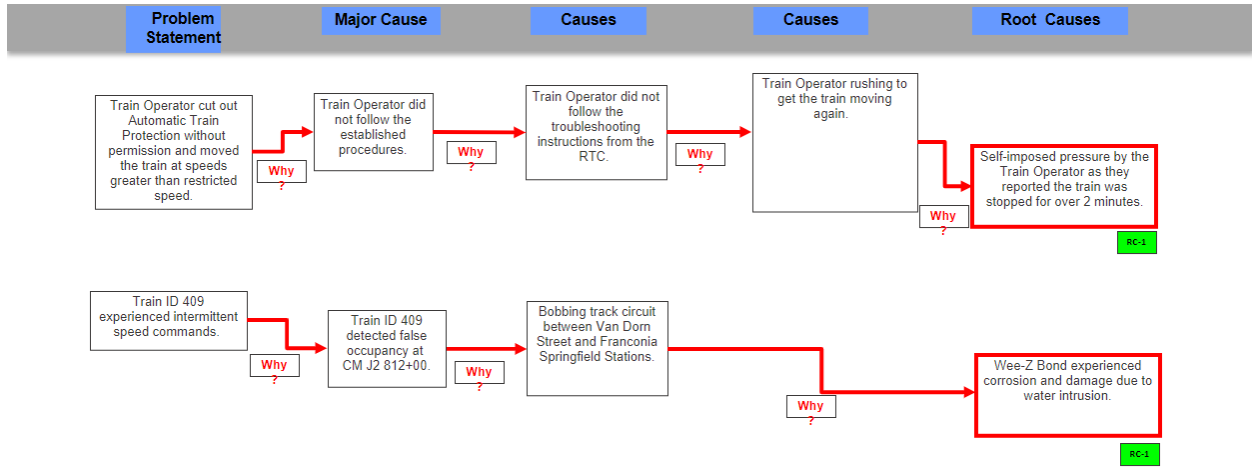 Problem
Statement
Major Cause
Causes
Causes
Root Causes
Train Operator cut out
Automatic Train
Protection without
permission and moved
the train at speeds
greater than restricted
speed.
Why
?
Train Operator did
not follow the
established
procedures.
Why
?
Train Operator did not
follow the
troubleshooting
instructions from the
RTC.
Why
?
Train Operator rushing to
get the train moving
again.
Why
?
Self-imposed pressure by the
Train Operator as they
reported the train was
stopped for over 2 minutes.
RC-1
Train ID 409
experienced intermittent
speed commands.
Why
?
Train ID 409
detected false
occupancy at
CM J2 812+00.
Why
?
Bobbing track circuit
between Van Dorn
Street and Franconia
Springfield Stations.
Why
?
Wee-Z Bond experienced
corrosion and damage due to
water intrusion.
RC-1